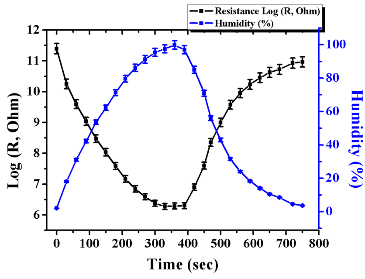 Resistance Log (R, Ohm)
Humidity (%)
12
11
10
9
8
7
6
Log (R, Ohm)
100
80
60
40
20
0
Humidity (%)
0 100 200 300 400 500 600 700 800
Time (sec)